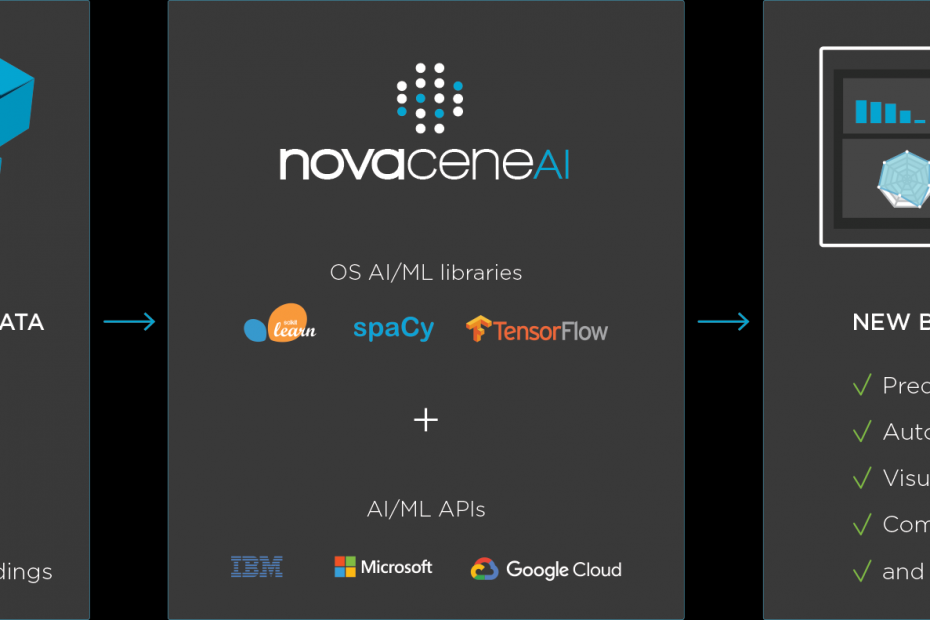 ATA
dings
novaceneAI
OS AI/ML libraries
scikit
learn
spaCy
TensorFlow
+
AI/ML APIs
IBM
Microsoft
Google Cloud
NEW B
Prec
Auto
Visu
Com
and